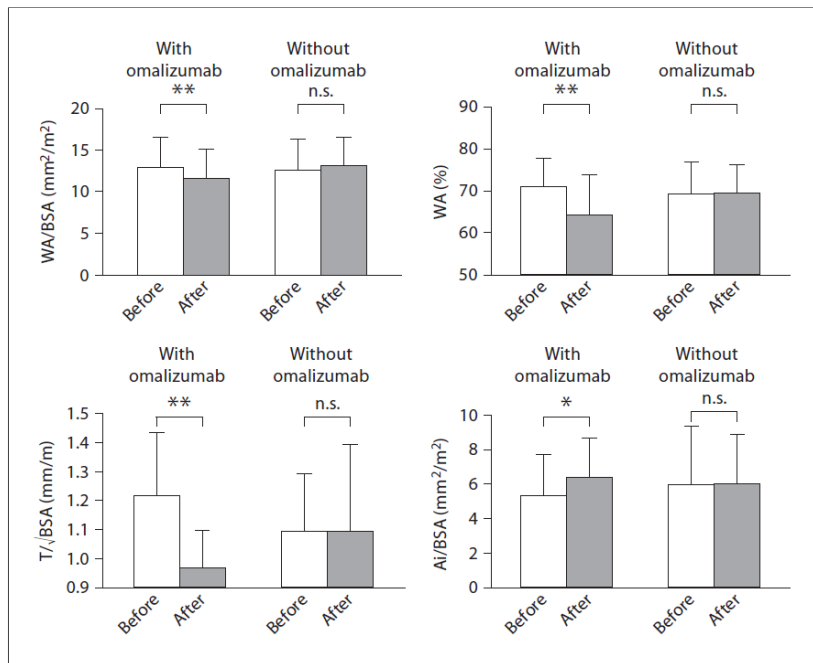 With
omalizumab
**
Without
omalizumab
n.s.
20
15
10
5
0
WA/BSA (mm²/m²)
Before
After
Before
After
With
omalizumab
**
Without
omalizumab
n.s.
90
80
70
60
50
WA (%)
Before
After
Before
After
With
omalizumab
**
Without
omalizumab
n.s.
1.5
1.4
1.3
1.2
1.1
1.0
0.9
T/√BSA (mm/m)
Before
After
Before
After
With
omalizumab
*
Without
omalizumab
n.s.
10
8
6
4
2
0
Ai/BSA (mm²/m²)
Before
After
Before
After